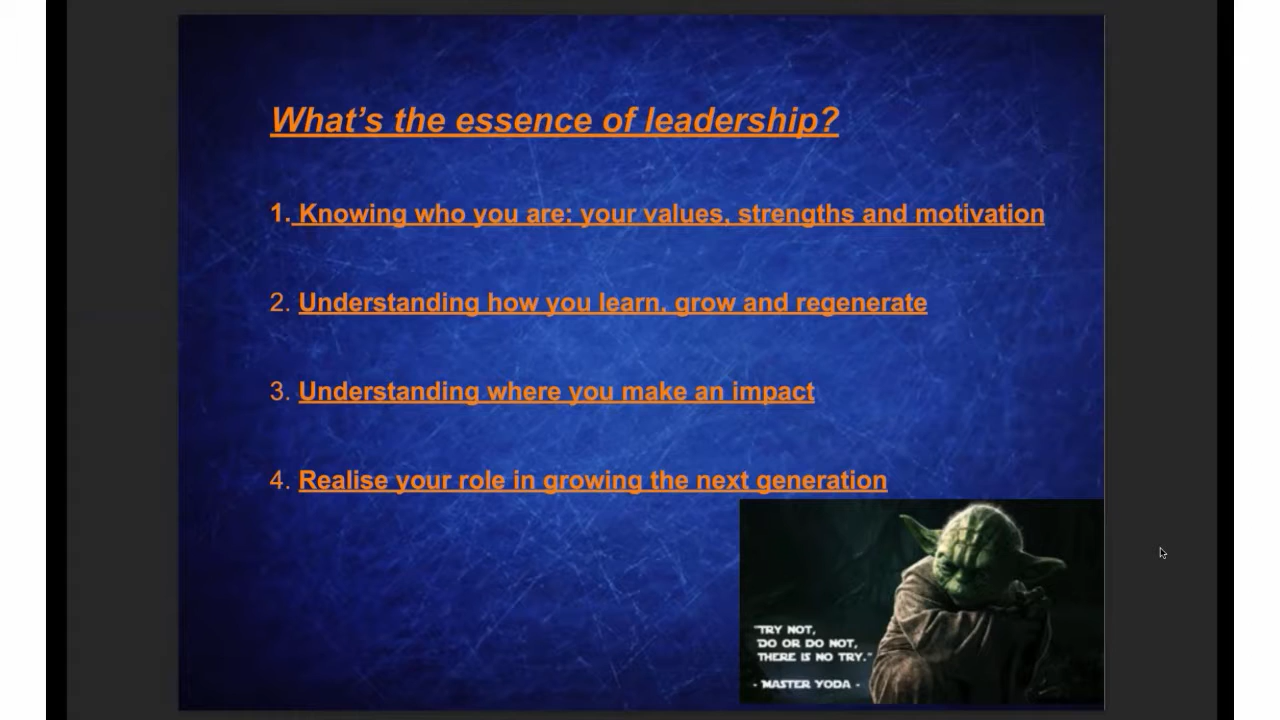 What's the essence of leadership?
1. Knowing who you are: your values, strengths and motivation
2. Understanding how you learn, grow and regenerate
3. Understanding where you make an impact
4. Realise your role in growing the next generation
"TRY NOT,
DO OR DO NOT,
THERE IS NO TRY."
- MASTER YODA -